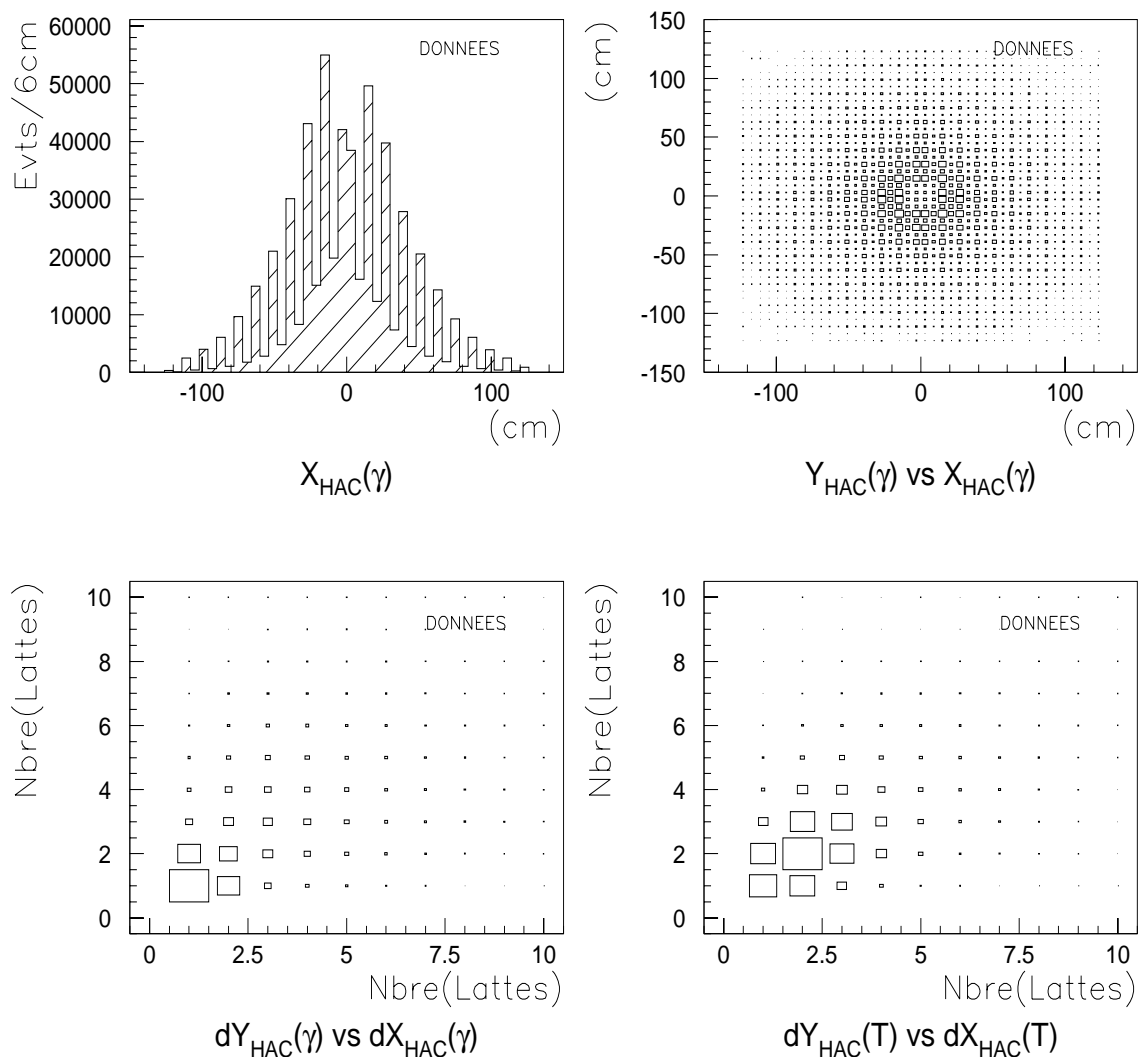 60000
50000
40000
30000
20000
10000
0
Evts/6cm
DONNEES
-100 0 100
(cm)
X_HAC(γ)
150
100
50
0
-50
-100
-150
(cm)
DONNEES
-100 0 100
(cm)
Y_HAC(γ) vs X_HAC(γ)
10
8
6
4
2
0
Nbre(Lattes)
DONNEES
0 2.5 5 7.5 10
Nbre(Lattes)
dY_HAC(γ) vs dX_HAC(γ)
10
8
6
4
2
0
Nbre(Lattes)
DONNEES
0 2.5 5 7.5 10
Nbre(Lattes)
dY_HAC(T) vs dX_HAC(T)